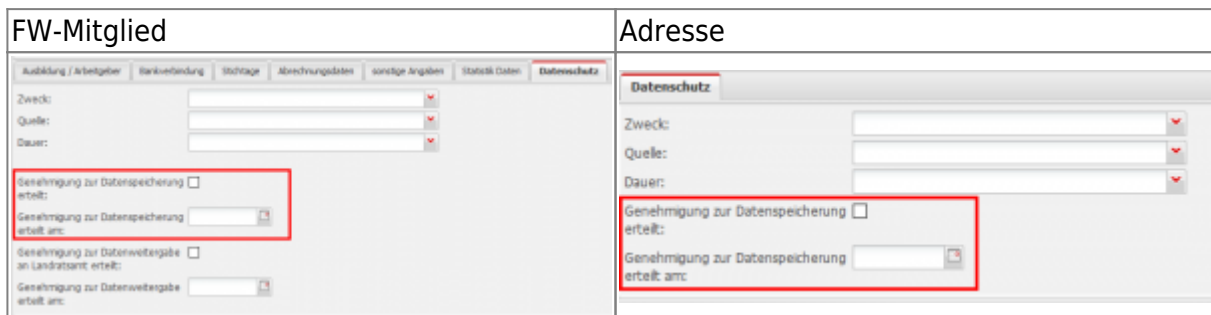 FW-Mitglied
Ausbildung / Arbeitgeber Bankverbindung Stichtage Abrechnungsdaten sonstige Angaben Statistik Daten Datenschutz
Zweck:
Quelle:
Dauer:
Genehmigung zur Datenspeicherung
erteilt:
Genehmigung zur Datenspeicherung
erteilt am:
Genehmigung zur Datenweitergabe
an Landratsamt erteilt:
Genehmigung zur Datenweitergabe
erteilt am:
Adresse
Datenschutz
Zweck:
Quelle:
Dauer:
Genehmigung zur Datenspeicherung
erteilt:
Genehmigung zur Datenspeicherung
erteilt am: